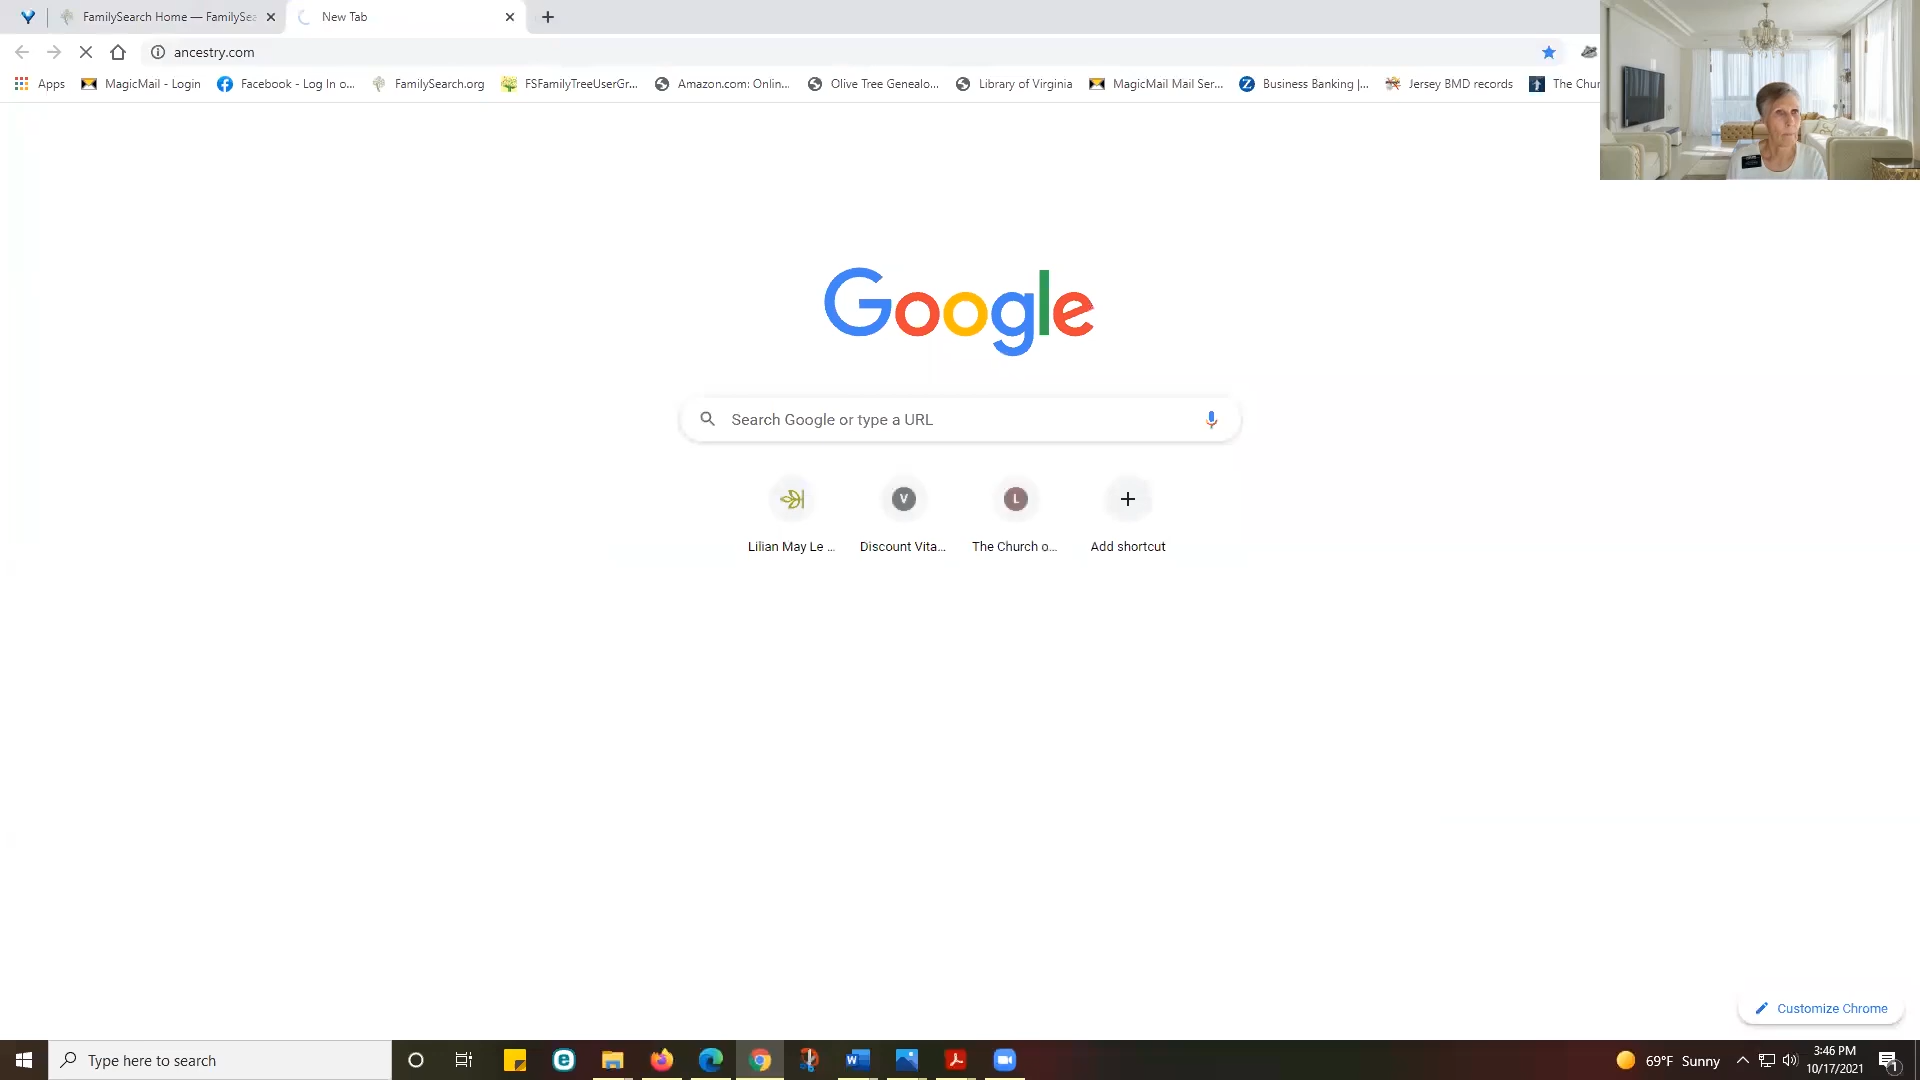 FamilySearch Home — FamilySea
New Tab
ancestry.com
Apps
MagicMail - Login
Facebook - Log In o...
FamilySearch.org
FSFamilyTreeUserGr...
Amazon.com: Onlin...
Olive Tree Genealo...
Library of Virginia
MagicMail Mail Ser...
Business Banking |...
Jersey BMD records
The Chur
Google
Search Google or type a URL
V
L
Lilian May Le ...
Discount Vita...
The Church o...
Add shortcut
Customize Chrome
Type here to search
69°F Sunny
3:46 PM
10/17/2021
1